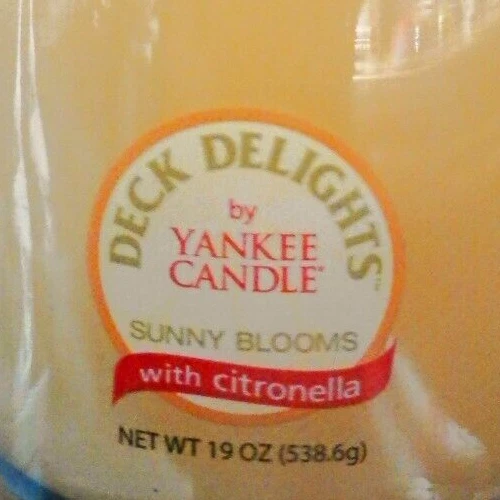 DECK DELIGHTS™
by
YANKEE
CANDLE®
SUNNY BLOOMS
with citronella
NET WT 19 OZ (538.6g)